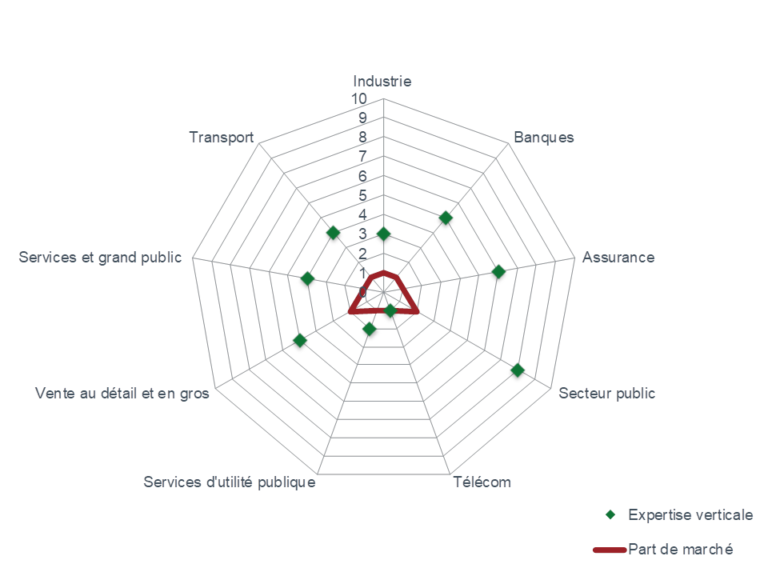 Industrie
10
Transport
9
Banques
8
7
6
5
4
3
Services et grand public
2
Assurance
1
Vente au détail et en gros
Secteur public
Services d'utilité publique
Télécom
Expertise verticale
Part de marché